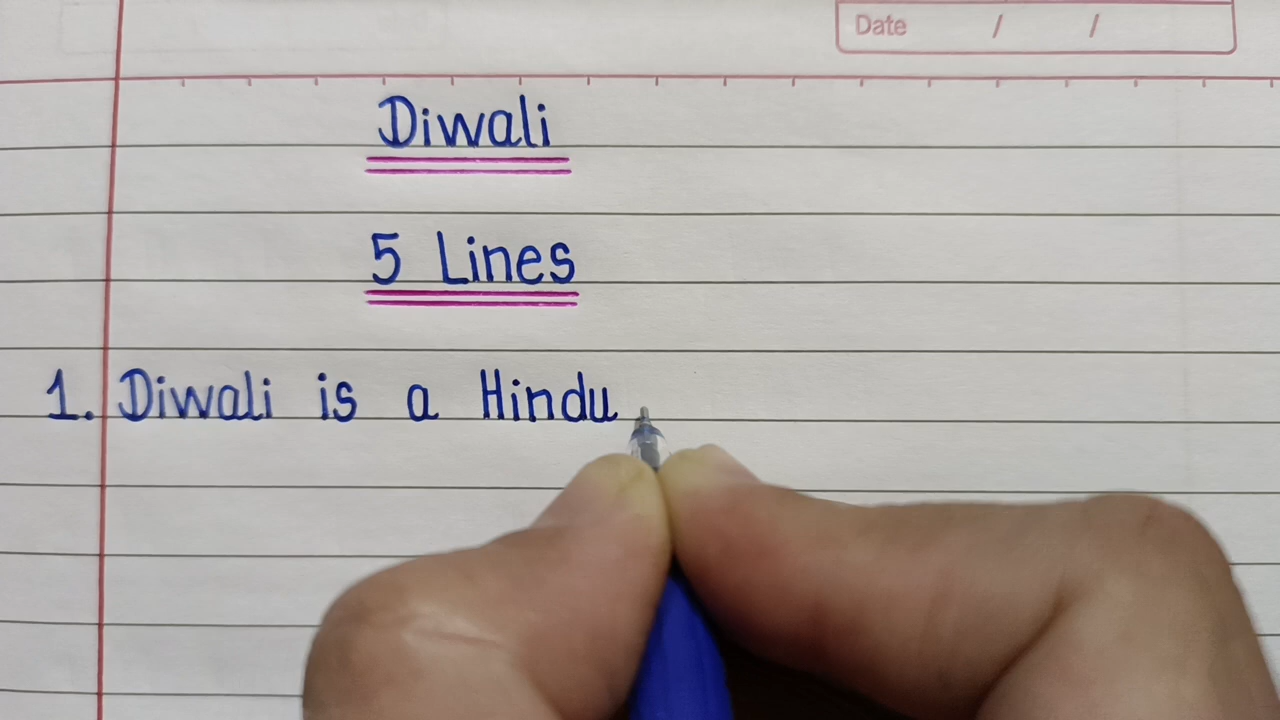 Date / /
Diwali
5 Lines
1. Diwali is a Hindu